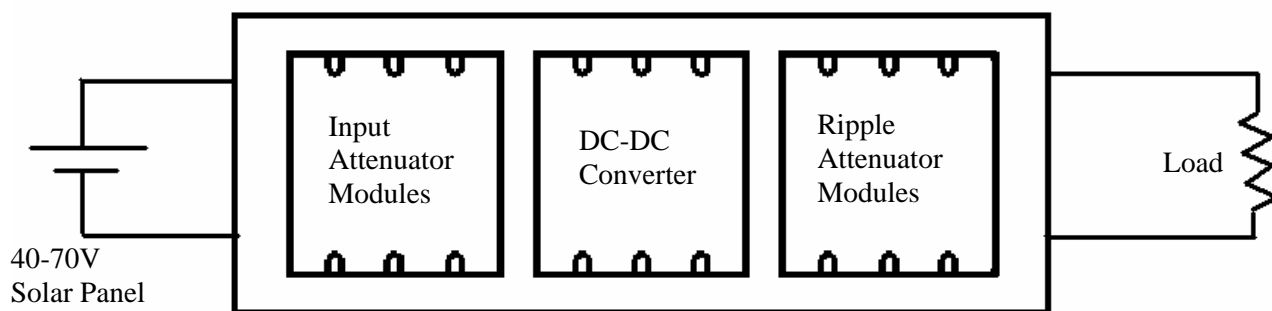 Input
Attenuator
Modules
DC-DC
Converter
Ripple
Attenuator
Modules
Load
40-70V
Solar Panel